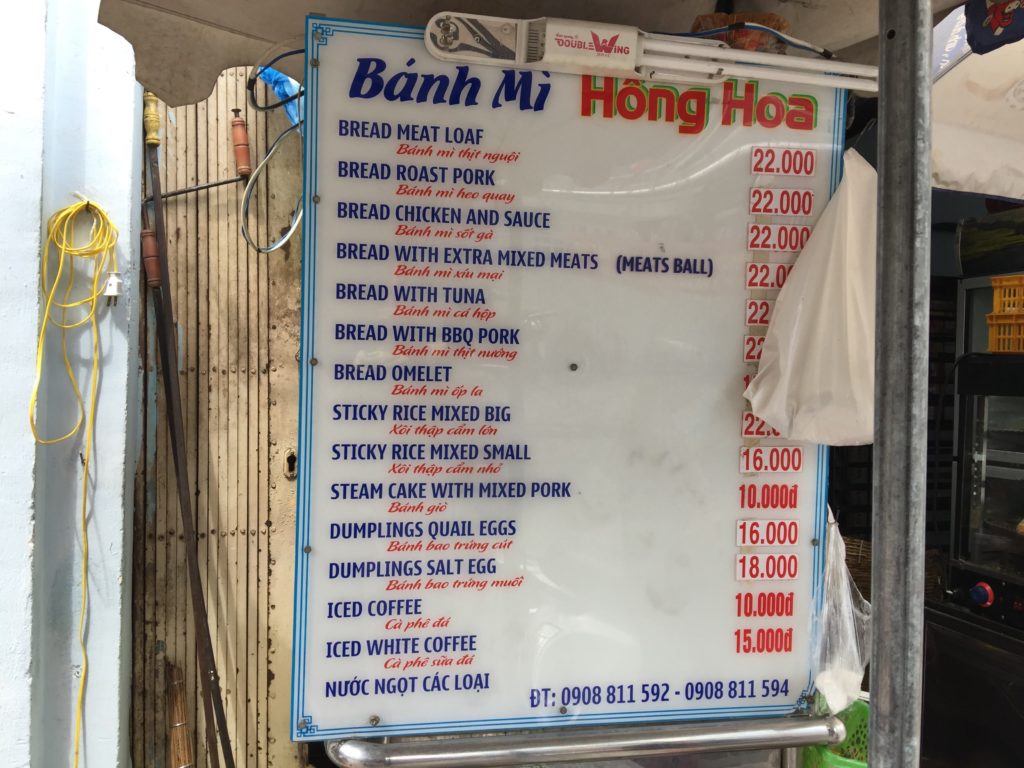 DOUBLE WING
Bánh Mì Hồng Hoa
BREAD MEAT LOAF 22.000
Bánh mì thịt nguội
BREAD ROAST PORK 22.000
Bánh mì heo quay
BREAD CHICKEN AND SAUCE 22.000
Bánh mì sốt gà
BREAD WITH EXTRA MIXED MEATS (MEATS BALL)
Bánh mì xíu mại
BREAD WITH TUNA
Bánh mì cá hộp
BREAD WITH BBQ PORK
Bánh mì thịt nướng
BREAD OMELET
Bánh mì ốp la
STICKY RICE MIXED BIG
Xôi thập cẩm lớn
STICKY RICE MIXED SMALL 16.000
Xôi thập cẩm nhỏ
STEAM CAKE WITH MIXED PORK 10.000đ
Bánh giò
DUMPLINGS QUAIL EGGS 16.000
Bánh bao trứng cút
DUMPLINGS SALT EGG 18.000
Bánh bao trứng muối
ICED COFFEE 10.000đ
Cà phê đá
ICED WHITE COFFEE 15.000đ
Cà phê sữa đá
NƯỚC NGỌT CÁC LOẠI
ĐT: 0908 811 592 - 0908 811 594